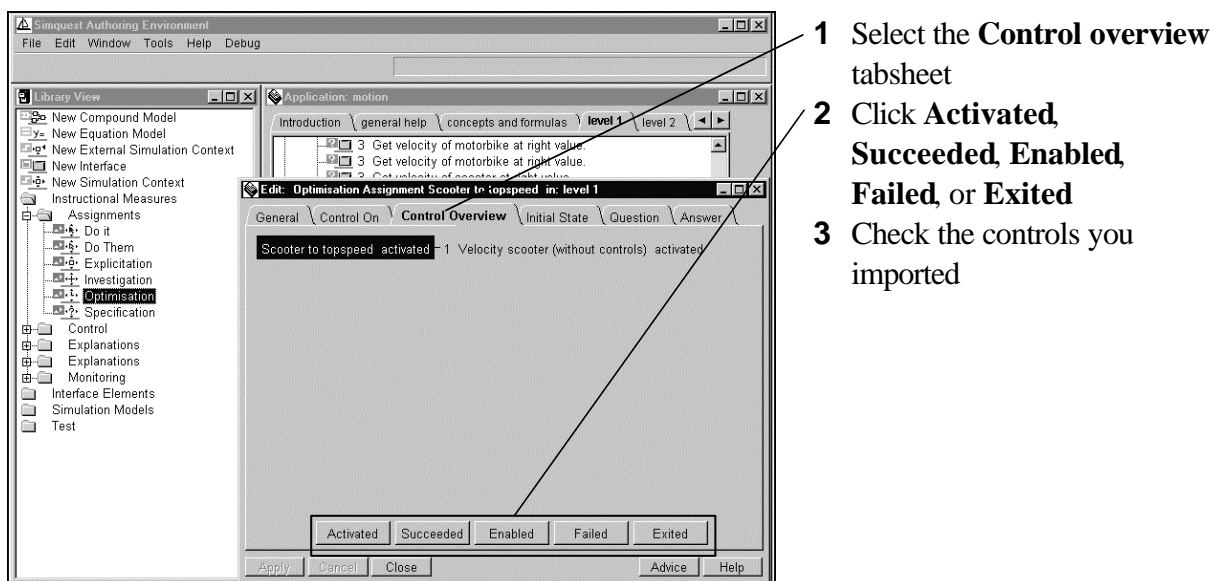 Simquest Authoring Environment
File Edit Window Tools Help Debug
Library View
New Compound Model
y= New Equation Model
New External Simulation Context
New Interface
New Simulation Context
Instructional Measures
Assignments
Do it
Do Them
Explicitation
Investigation
Optimisation
Specification
Control
Explanations
Explanations
Monitoring
Interface Elements
Simulation Models
Test
Application: motion
Introduction general help concepts and formulas level 1 level 2
3 Get velocity of motorbike at right value.
3 Get velocity of scooter at right value.
Edit: Optimisation Assignment Scooter to topspeed in: level 1
General Control On Control Overview Initial State Question Answer
Scooter to topspeed activated - 1 Velocity scooter (without controls) activated
Activated Succeeded Enabled Failed Exited
Apply Cancel Close Advice Help
1 Select the Control overview
tabsheet
2 Click Activated,
Succeeded, Enabled,
Failed, or Exited
3 Check the controls you
imported